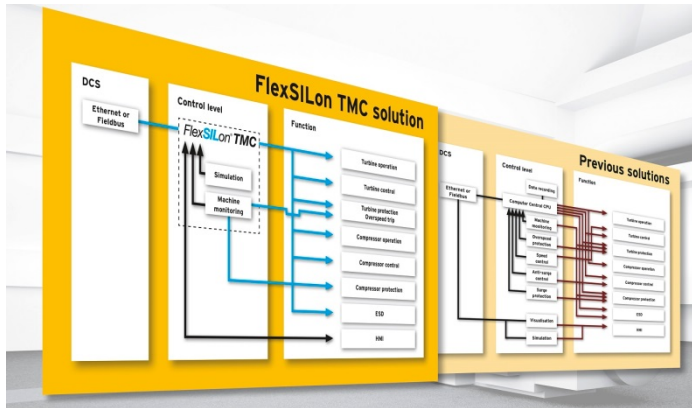 FlexSILon TMC solution
DCS
Ethernet or
Fieldbus
Control level
FlexSILon® TMC
Simulation
Machine
monitoring
Function
Turbine operation
Turbine control
Turbine protection
Overspeed trip
Compressor operation
Compressor control
Compressor protection
ESD
HMI
Previous solutions
DCS
Ethernet or
Fieldbus
Control level
Data recording
Computer Control CPU
Machine
monitoring
Overspeed
protection
Speed
control
Anti-surge
control
Surge
protection
Visualisation
Simulation
Function
Turbine operation
Turbine control
Turbine protection
Compressor operation
Compressor control
Compressor protection
ESD
HMI